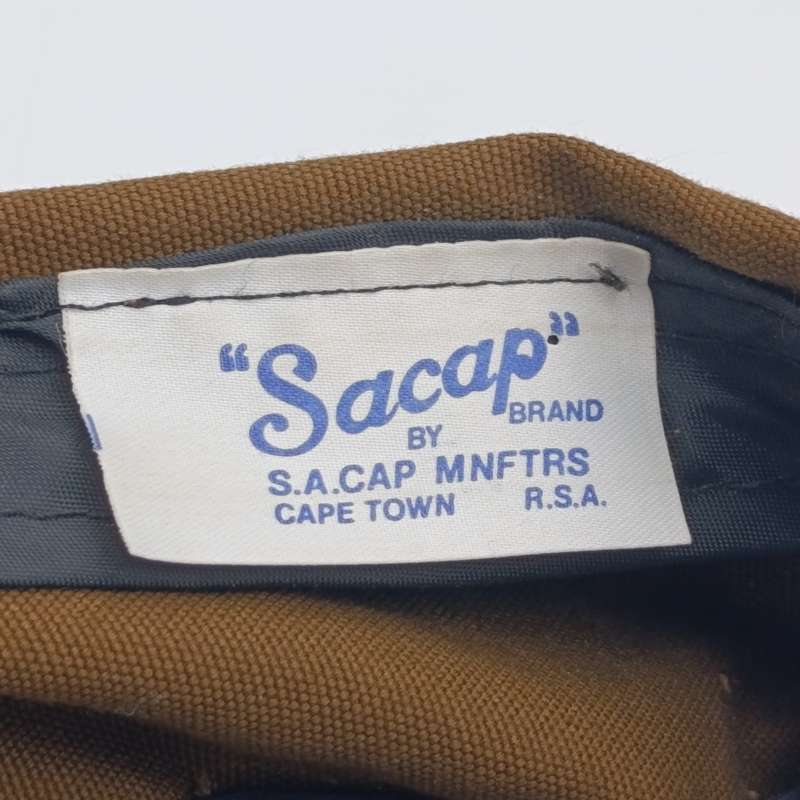 "Sacap"
BRAND
BY
S.A.CAP MNFTRS
CAPE TOWN R.S.A.